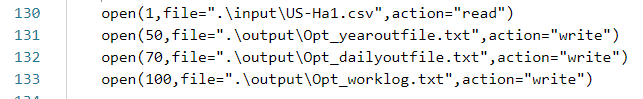 130 open(1,file=".\input\US-Ha1.csv",action="read")
131 open(50,file=".\output\Opt_yearoutfile.txt",action="write")
132 open(70,file=".\output\Opt_dailyoutfile.txt",action="write")
133 open(100,file=".\output\Opt_worklog.txt",action="write")